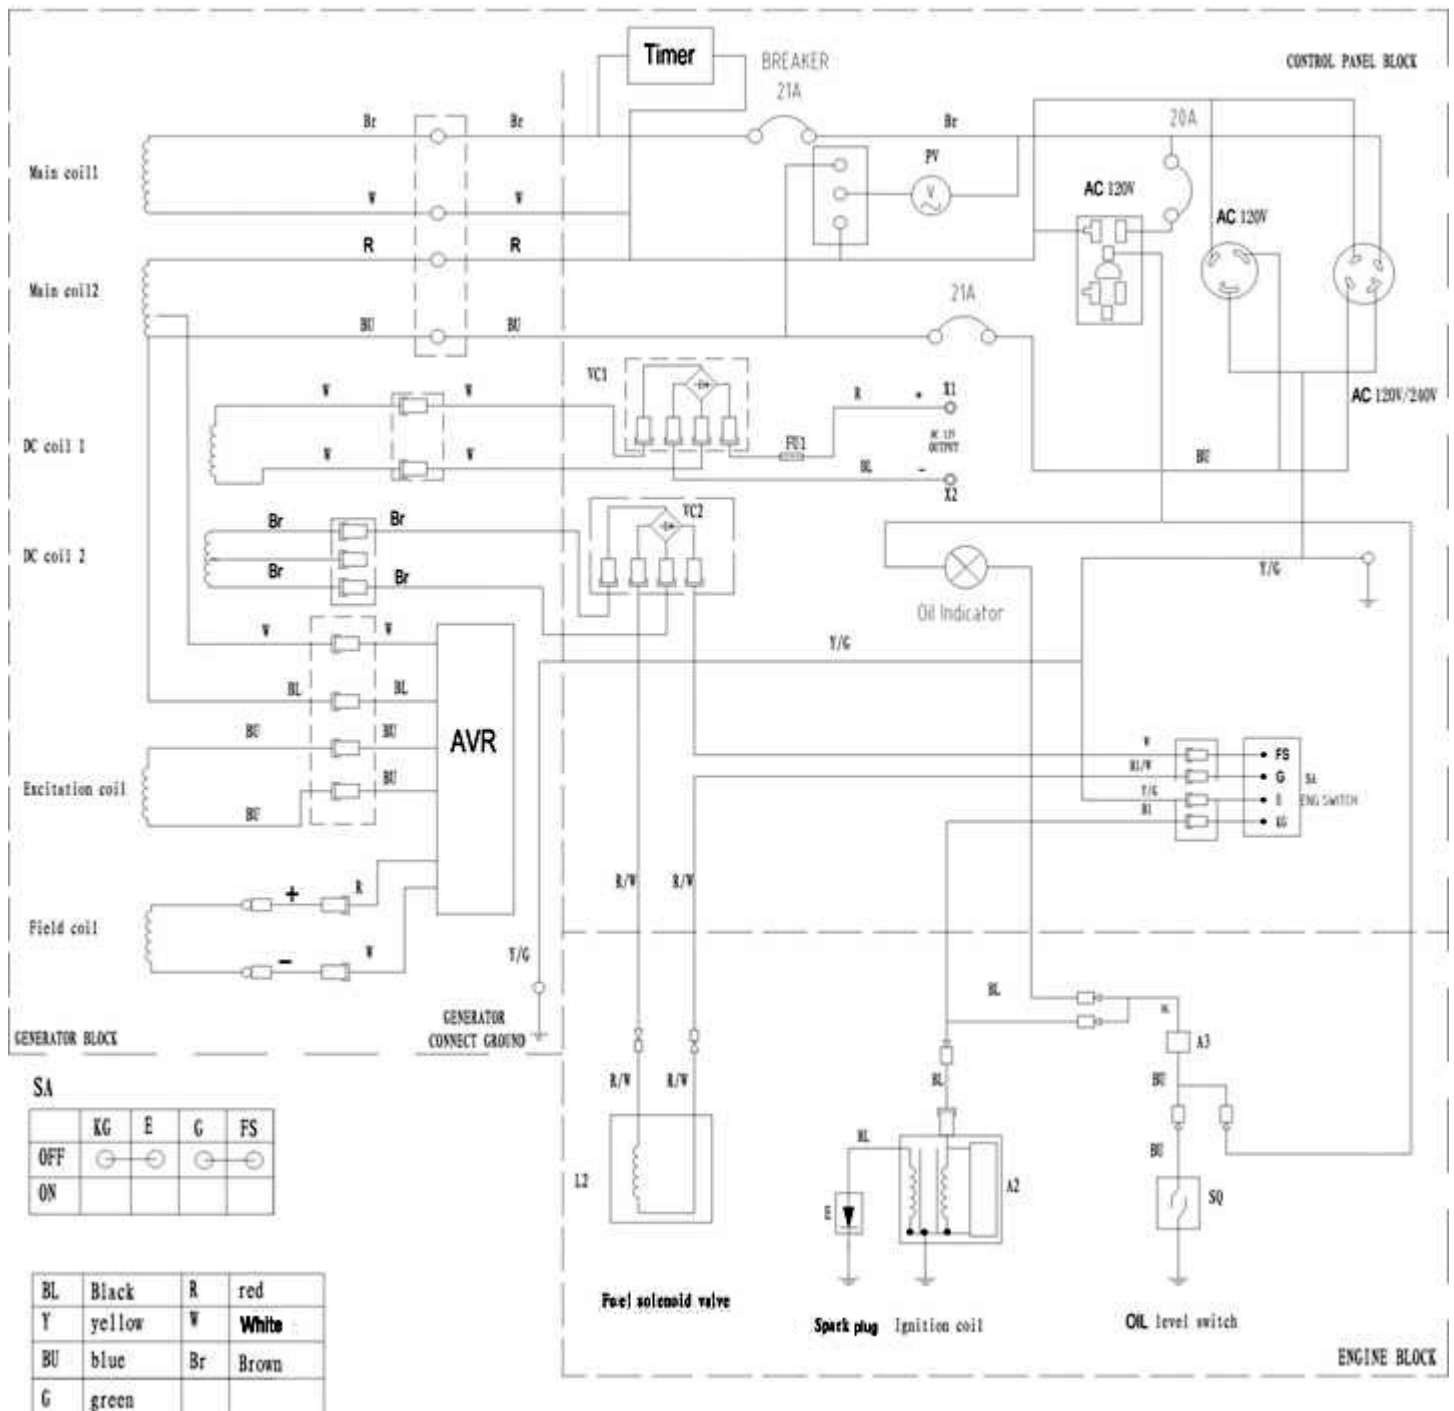 Timer
BREAKER
21A
CONTROL PANEL BLOCK
Br
Br
Br
20A
PV
V
Main coil1
W
W
AC 120V
AC 120V
R
R
Main coil2
21A
BU
BU
VC1
W
W
R
+
X1
AC 120V/240V
DC coil 1
FU1
OUTPUT
W
W
BL
-
X2
BU
VC2
Br
Br
DC coil 2
Br
Br
Y/G
Oil Indicator
W
W
Y/G
BL
BL
BU
BU
AVR
W
FS
Excitation coil
BU
G
SA
Y/G
ENG SWITCH
BU
KG
R/W
R/W
+
R
Field coil
-
W
Y/G
BL
GENERATOR BLOCK
GENERATOR
CONNECT GROUND
A3
SA
R/W
R/W
BL
BU
KG
E
G
FS
OFF
ON
BL
BU
L2
A2
SQ
BL
Black
R
red
Y
yellow
W
White
BU
blue
Br
Brown
G
green
Fuel solenoid valve
Spark plug
Ignition coil
OIL level switch
ENGINE BLOCK